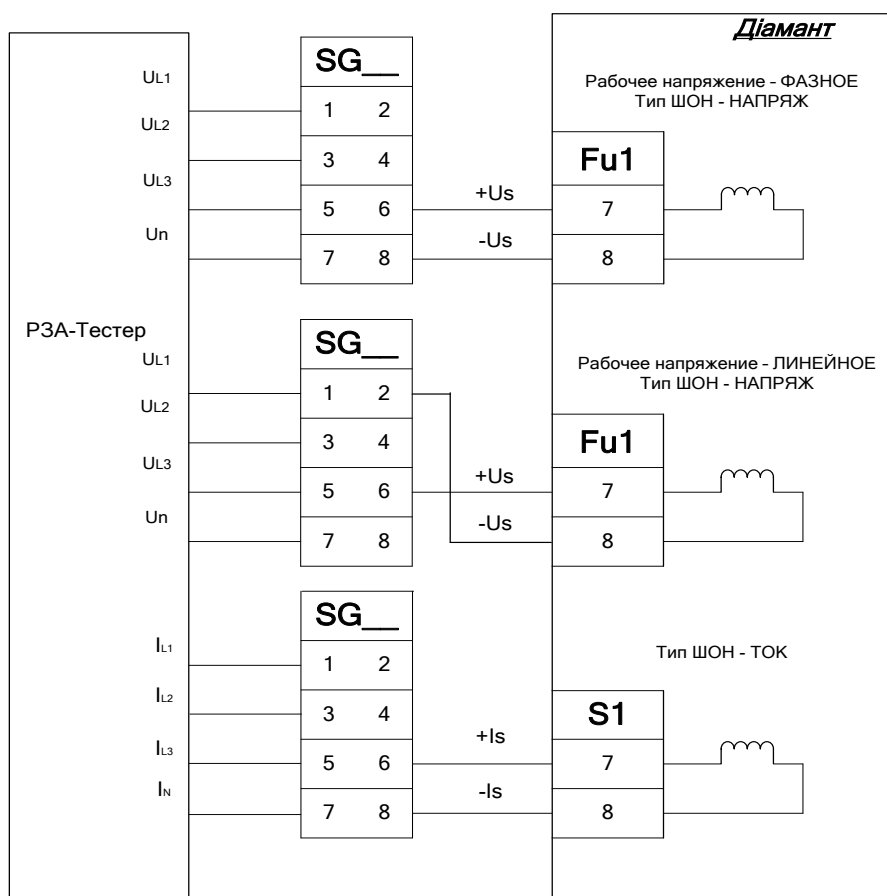 Діамант
SG__
UL1
Рабочее напряжение - ФАЗНОЕ
Тип ШОН - НАПРЯЖ
1 2
UL2
Fu1
3 4
UL3
+Us
5 6
7
Un
-Us
7 8
8
РЗА-Тестер
SG__
UL1
Рабочее напряжение - ЛИНЕЙНОЕ
Тип ШОН - НАПРЯЖ
1 2
UL2
Fu1
3 4
UL3
+Us
5 6
7
Un
-Us
7 8
8
SG__
IL1
Тип ШОН - ТОК
1 2
IL2
S1
3 4
IL3
+Is
5 6
7
IN
-Is
7 8
8